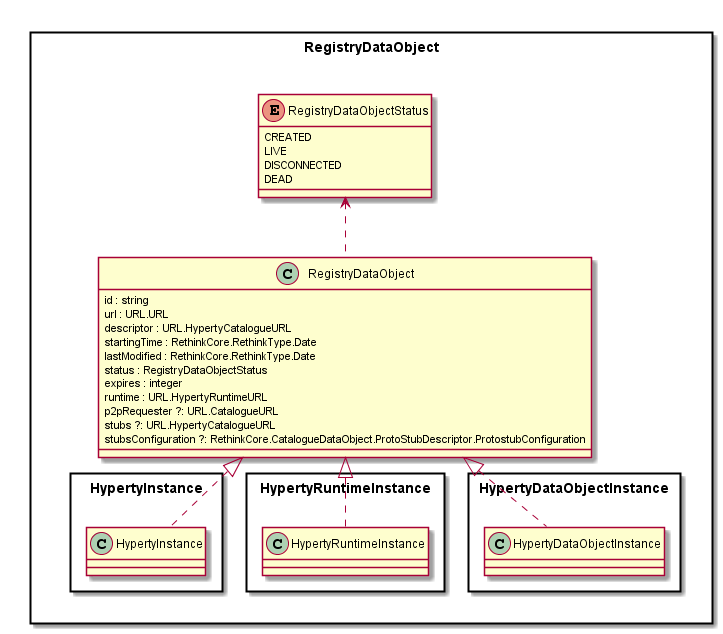 RegistryDataObject
E RegistryDataObjectStatus
CREATED
LIVE
DISCONNECTED
DEAD
C RegistryDataObject
id : string
url : URL.URL
descriptor : URL.HypertyCatalogueURL
startingTime : RethinkCore.RethinkType.Date
lastModified : RethinkCore.RethinkType.Date
status : RegistryDataObjectStatus
expires : integer
runtime : URL.HypertyRuntimeURL
p2pRequester ?: URL.CatalogueURL
stubs ?: URL.HypertyCatalogueURL
stubsConfiguration ?: RethinkCore.CatalogueDataObject.ProtoStubDescriptor.ProtostubConfiguration
HypertyInstance
C HypertyInstance
HypertyRuntimeInstance
C HypertyRuntimeInstance
HypertyDataObjectInstance
C HypertyDataObjectInstance